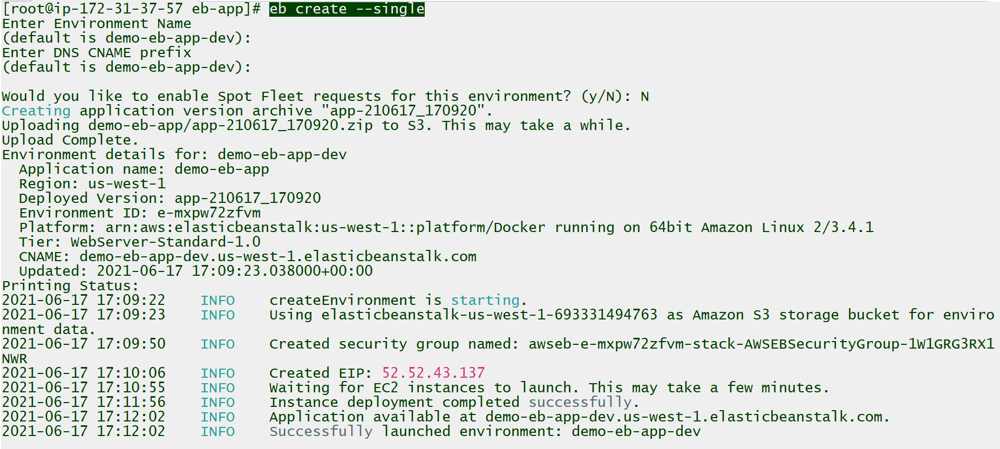 [root@ip-172-31-37-57 eb-app]# eb create --single
Enter Environment Name
(default is demo-eb-app-dev):
Enter DNS CNAME prefix
(default is demo-eb-app-dev):
Would you like to enable Spot Fleet requests for this environment? (y/N): N
Creating application version archive "app-210617_170920".
Uploading demo-eb-app/app-210617_170920.zip to S3. This may take a while.
Upload Complete.
Environment details for: demo-eb-app-dev
  Application name: demo-eb-app
  Region: us-west-1
  Deployed Version: app-210617_170920
  Environment ID: e-mxpw72zfvm
  Platform: arn:aws:elasticbeanstalk:us-west-1::platform/Docker running on 64bit Amazon Linux 2/3.4.1
  Tier: WebServer-Standard-1.0
  CNAME: demo-eb-app-dev.us-west-1.elasticbeanstalk.com
  Updated: 2021-06-17 17:09:23.038000+00:00
Printing Status:
2021-06-17 17:09:22    INFO    createEnvironment is starting.
2021-06-17 17:09:23    INFO    Using elasticbeanstalk-us-west-1-693331494763 as Amazon S3 storage bucket for enviro
nment data.
2021-06-17 17:09:50    INFO    Created security group named: awseb-e-mxpw72zfvm-stack-AWSEBSecurityGroup-1W1GRG3RX1
NWR
2021-06-17 17:10:06    INFO    Created EIP: 52.52.43.137
2021-06-17 17:10:55    INFO    Waiting for EC2 instances to launch. This may take a few minutes.
2021-06-17 17:11:56    INFO    Instance deployment completed successfully.
2021-06-17 17:12:02    INFO    Application available at demo-eb-app-dev.us-west-1.elasticbeanstalk.com.
2021-06-17 17:12:02    INFO    Successfully launched environment: demo-eb-app-dev